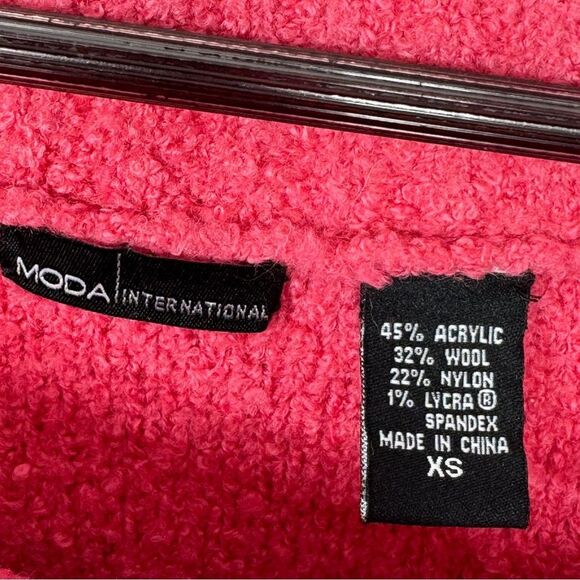 MODA INTERNATIONAL
45% ACRYLIC
32% WOOL
22% NYLON
1% LYCRA®
SPANDEX
MADE IN CHINA
XS